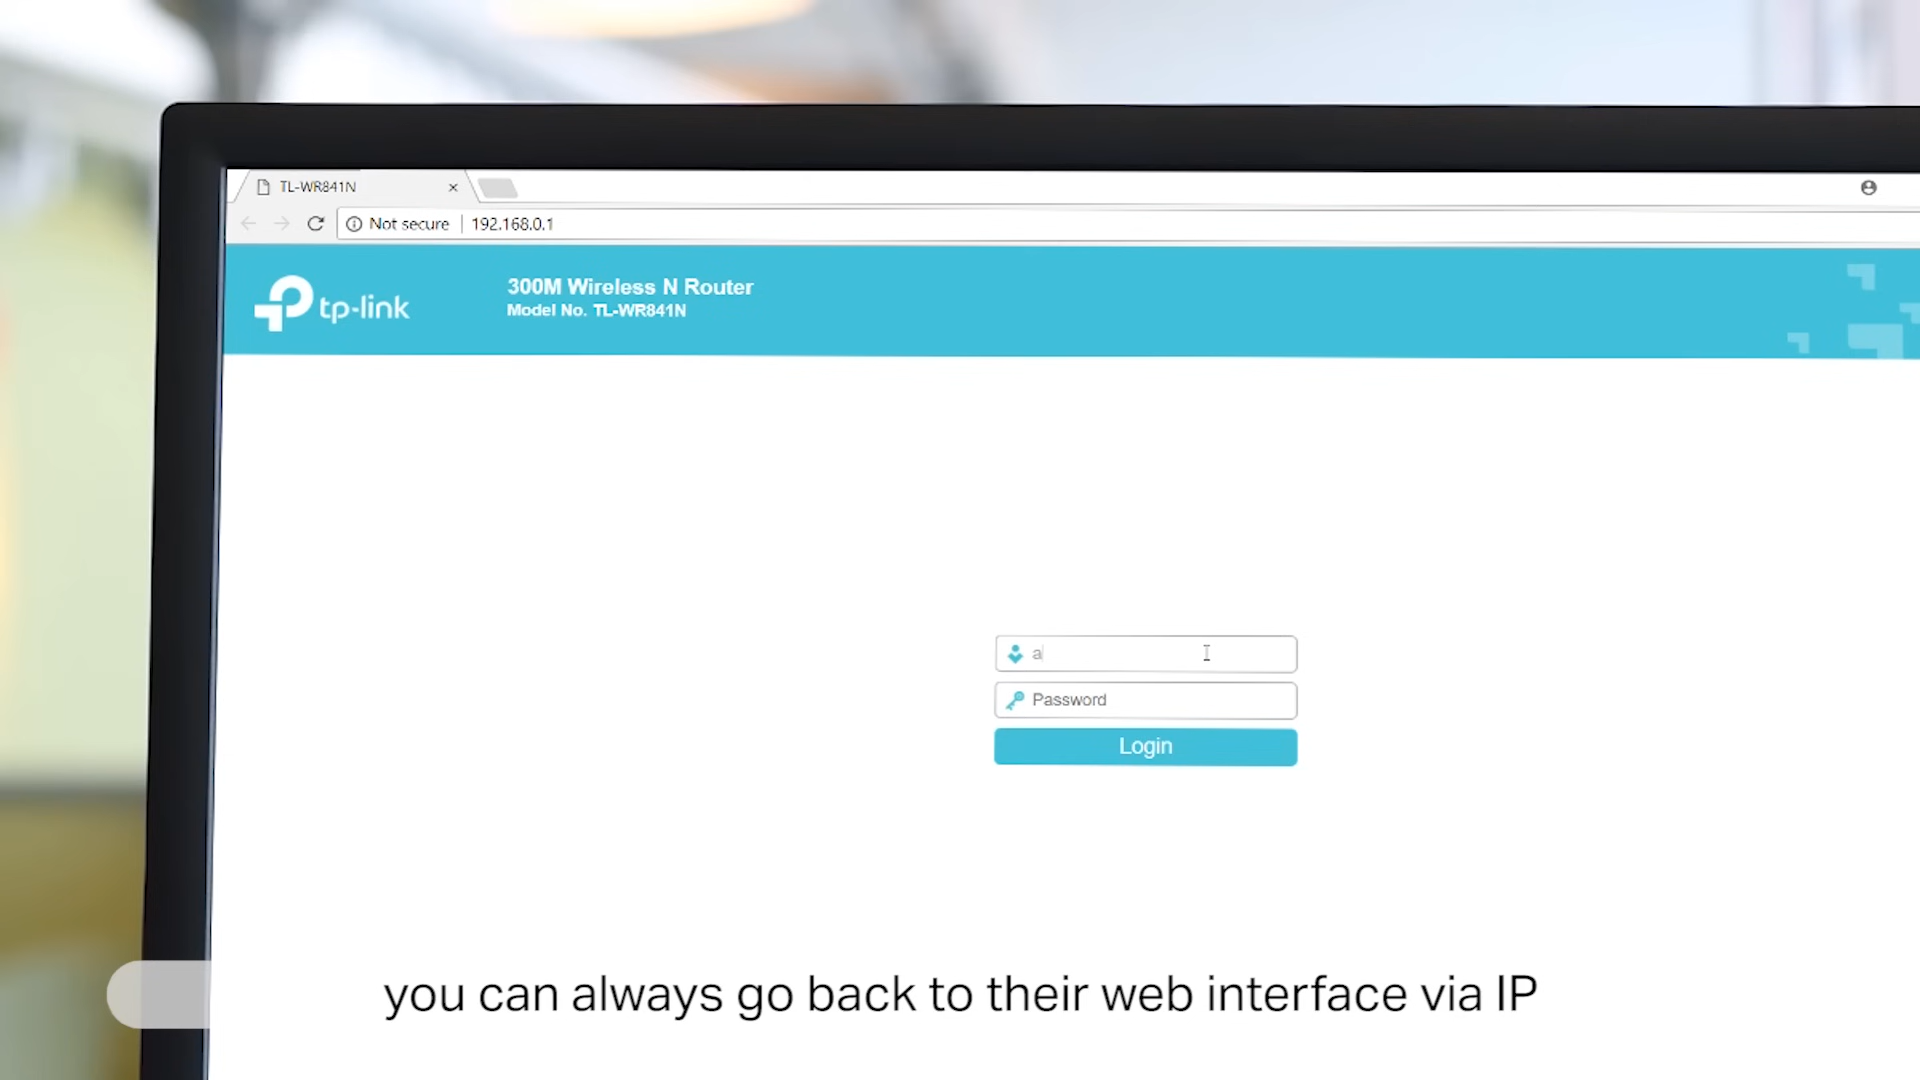 TL-WR841N
Not secure | 192.168.0.1
tp-link
300M Wireless N Router
Model No. TL-WR841N
a
Password
Login
you can always go back to their web interface via IP